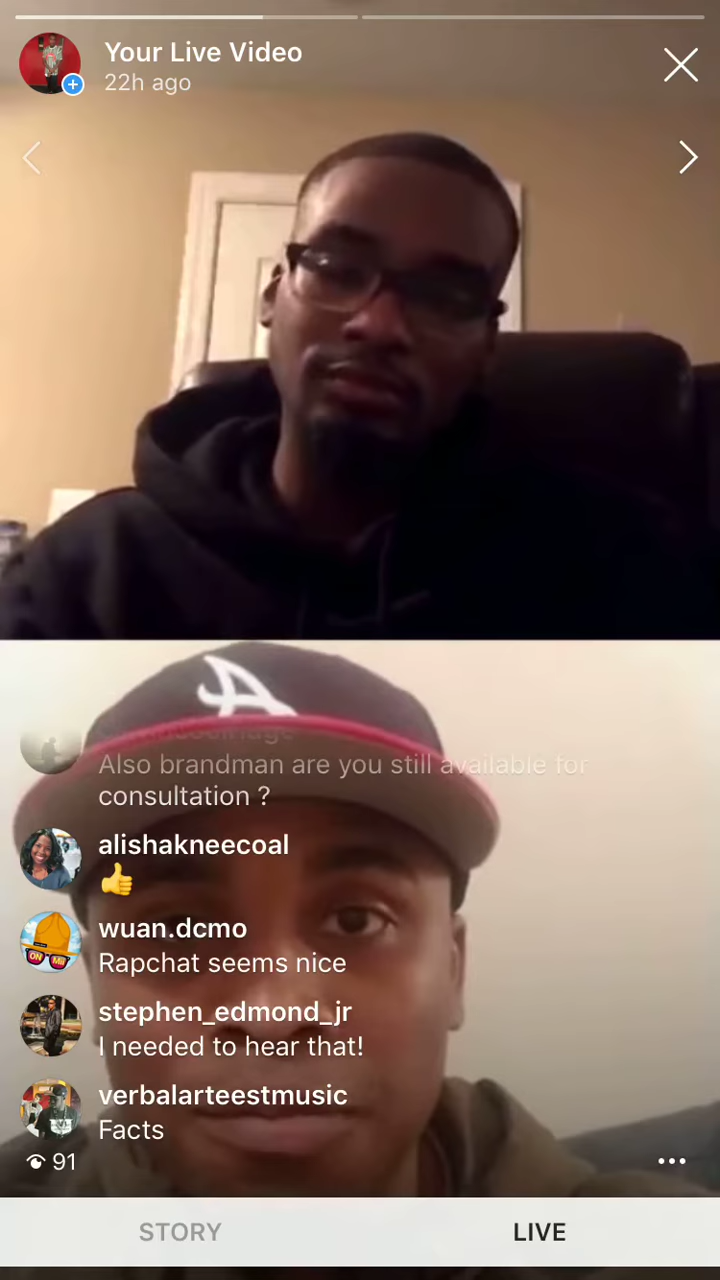 Your Live Video
22h ago
A
Also brandman are you still available for
consultation ?
alishakneecoal
👍
wuan.dcmo
Rapchat seems nice
stephen_edmond_jr
I needed to hear that!
verbalarteestmusic
Facts
91
STORY
LIVE